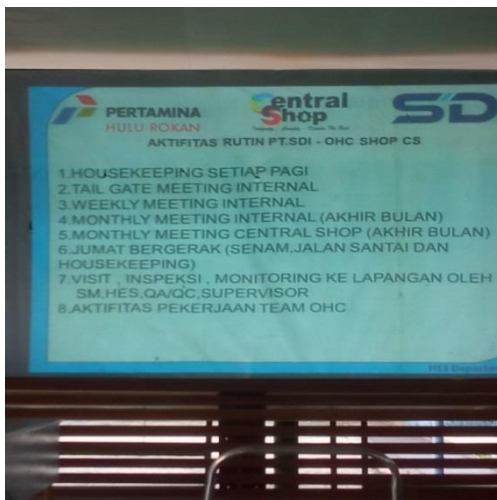 PERTAMINA
HULU ROKAN
Central
Shop
SD
AKTIFITAS RUTIN PT.SDI - OHC SHOP CS
1.HOUSEKEEPING SETIAP PAGI
2.TAIL GATE MEETING INTERNAL
3.WEEKLY MEETING INTERNAL
4.MONTHLY MEETING INTERNAL (AKHIR BULAN)
5.MONTHLY MEETING CENTRAL SHOP (AKHIR BULAN)
6.JUMAT BERGERAK (SENAM,JALAN SANTAI DAN
HOUSEKEEPING)
7.VISIT , INSPEKSI , MONITORING KE LAPANGAN OLEH
SM,HES,QA/QC,SUPERVISOR
8.AKTIFITAS PEKERJAAN TEAM OHC
HES